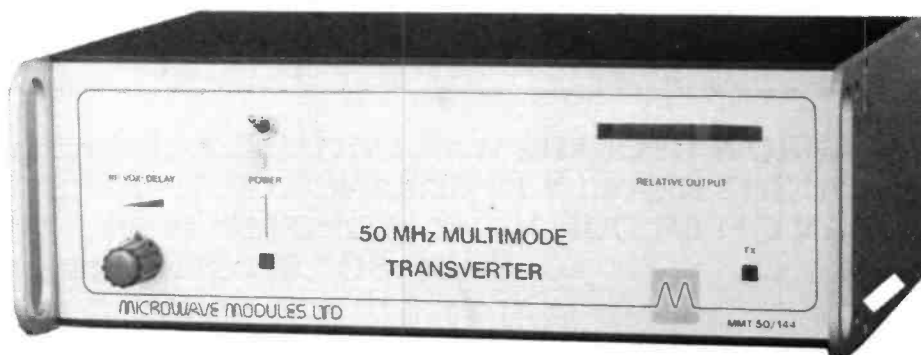 RF VOX-DELAY
POWER
RELATIVE OUTPUT
50 MHz MULTIMODE
TRANSVERTER
TX
MICROWAVE MODULES LTD
MMT 50/144